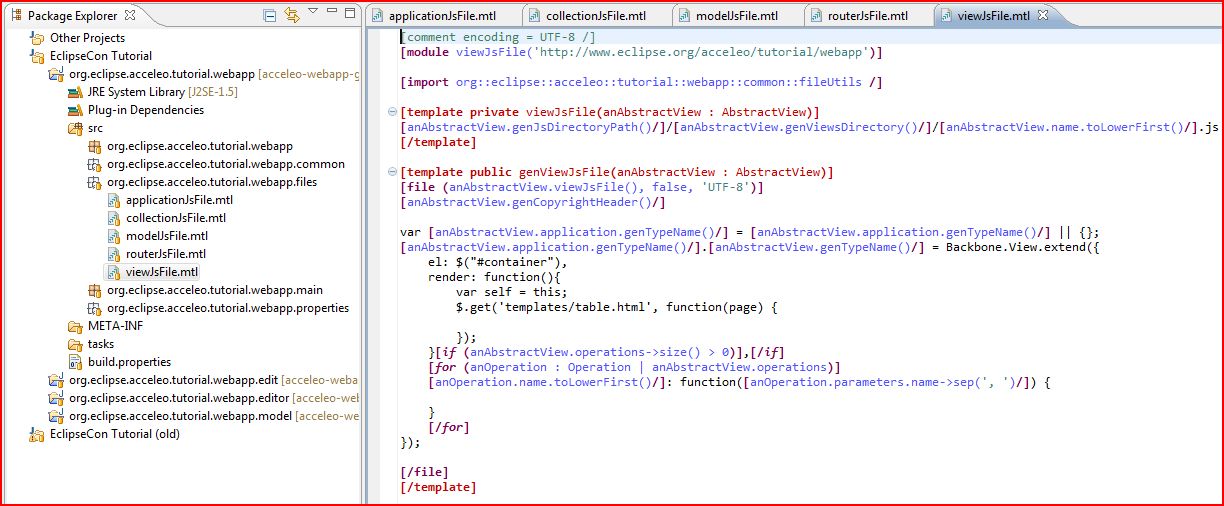 Package Explorer
Other Projects
EclipseCon Tutorial
org.eclipse.acceleo.tutorial.webapp [acceleo-webapp-g
JRE System Library [J2SE-1.5]
Plug-in Dependencies
src
org.eclipse.acceleo.tutorial.webapp
org.eclipse.acceleo.tutorial.webapp.common
org.eclipse.acceleo.tutorial.webapp.files
applicationJsFile.mtl
collectionJsFile.mtl
modelJsFile.mtl
routerJsFile.mtl
viewJsFile.mtl
org.eclipse.acceleo.tutorial.webapp.main
org.eclipse.acceleo.tutorial.webapp.properties
META-INF
tasks
build.properties
org.eclipse.acceleo.tutorial.webapp.edit [acceleo-weba
org.eclipse.acceleo.tutorial.webapp.editor [acceleo-we
org.eclipse.acceleo.tutorial.webapp.model [acceleo-we
EclipseCon Tutorial (old)
applicationJsFile.mtl collectionJsFile.mtl modelJsFile.mtl routerJsFile.mtl viewJsFile.mtl
[comment encoding = UTF-8 /]
[module viewJsFile('http://www.eclipse.org/acceleo/tutorial/webapp')]
[import org::eclipse::acceleo::tutorial::webapp::common::fileUtils /]
[template private viewJsFile(anAbstractView : AbstractView)]
[anAbstractView.genJsDirectoryPath()/]/[anAbstractView.genViewsDirectory()/]/[anAbstractView.name.toLowerFirst()/].js
[/template]
[template public genViewJsFile(anAbstractView : AbstractView)]
[file (anAbstractView.viewJsFile(), false, 'UTF-8')]
[anAbstractView.genCopyrightHeader()/]
var [anAbstractView.application.genTypeName()/] = [anAbstractView.application.genTypeName()/] || {};
[anAbstractView.application.genTypeName()/].[anAbstractView.genTypeName()/] = Backbone.View.extend({
el: $("#container"),
render: function(){
var self = this;
$.get('templates/table.html', function(page) {
});
}[if (anAbstractView.operations->size() > 0)],[/if]
[for (anOperation : Operation | anAbstractView.operations)]
[anOperation.name.toLowerFirst()/]: function([anOperation.parameters.name->sep(', ')/]) {
}
[/for]
});
[/file]
[/template]